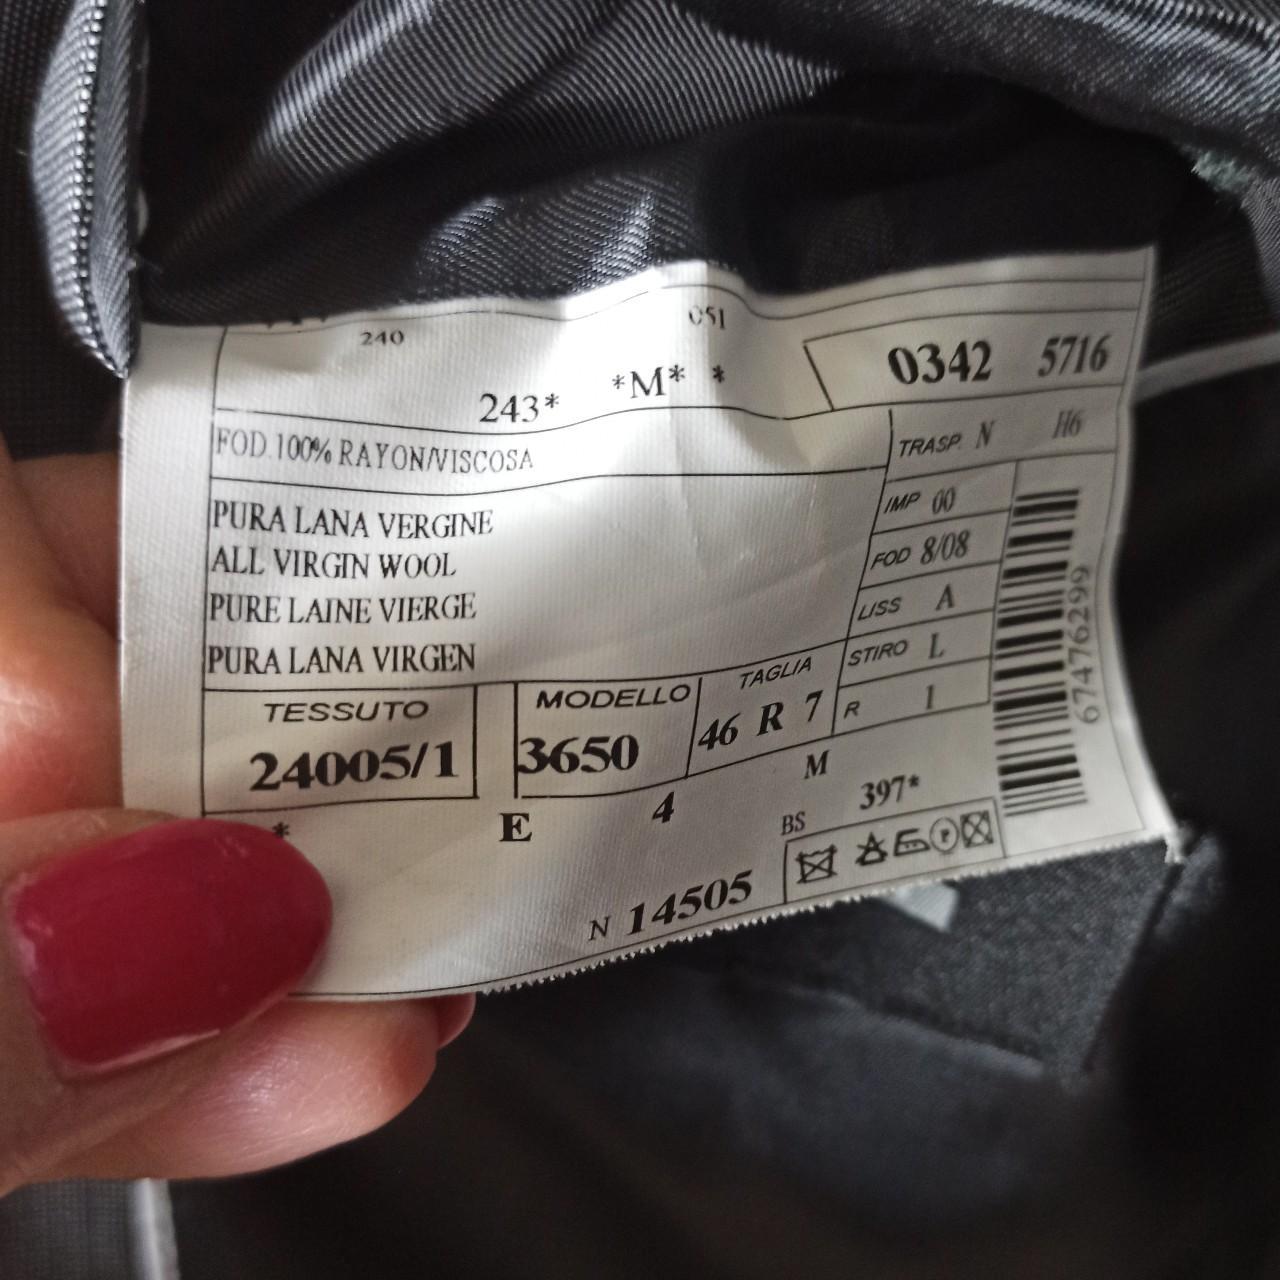 240 051
243* *M* *
0342 5716
FOD.100% RAYON/VISCOSA
TRASP. N H6
PURA LANA VERGINE
ALL VIRGIN WOOL
PURE LAINE VIERGE
PURA LANA VIRGEN
IMP 00
FOD 8/08
LISS A
STIRO L
R 1
67476299
TESSUTO
24005/1
MODELLO
3650
TAGLIA
46 R 7
* E 4 M
BS 397*
N 14505
P